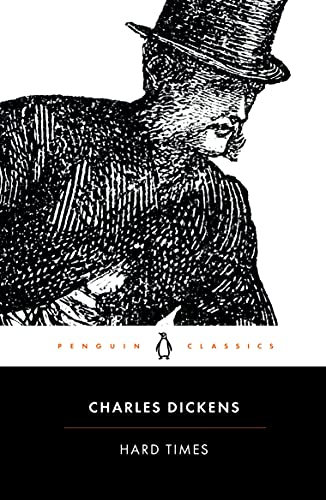 PENGUIN CLASSICS
CHARLES DICKENS
HARD TIMES